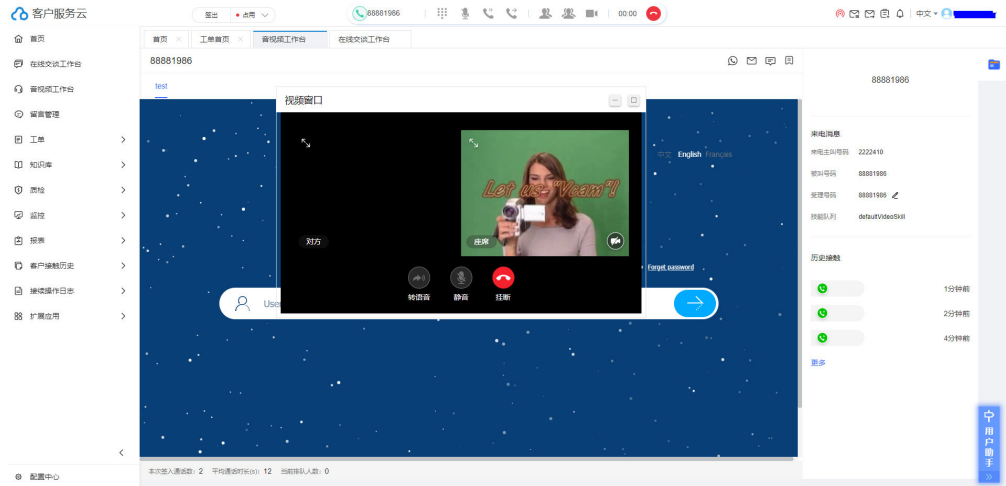 客户服务云
签出
占用
88881986
00:00
中文
首页
工单首页
音视频工作台
在线交谈工作台
首页
在线交谈工作台
音视频工作台
留言管理
工单
知识库
质检
监控
报表
客户接触历史
接续操作日志
扩展应用
配置中心
88881986
test
视频窗口
Let us "Vcam"!
对方
座席
转语音
静音
挂断
中文 English Français
Forget password
User
本次签入通话数: 2 平均通话时长(s): 12 当前排队人数: 0
88881986
来电消息
来电主叫号码 2222410
被叫号码 88881986
受理号码 88881986
技能队列 defaultVideoSkill
历史接触
1分钟前
2分钟前
4分钟前
更多
用户助手